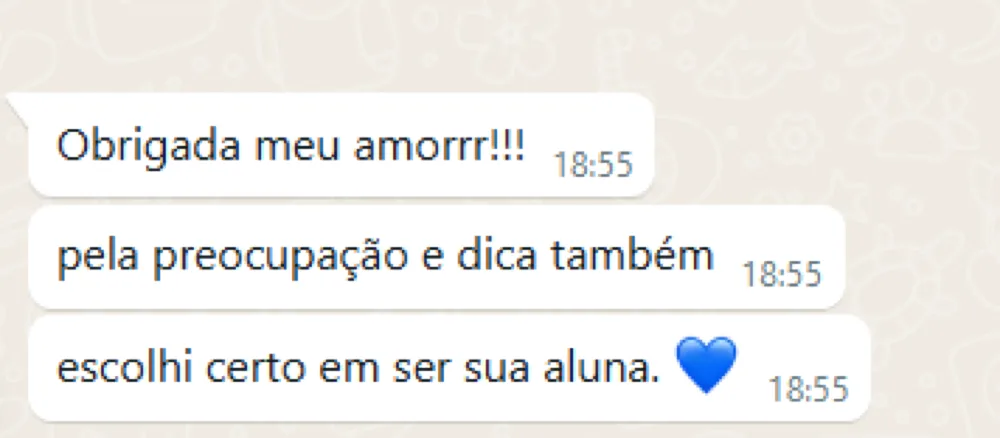 Obrigada meu amorrr!!! 18:55
pela preocupação e dica também 18:55
escolhi certo em ser sua aluna. 💙 18:55